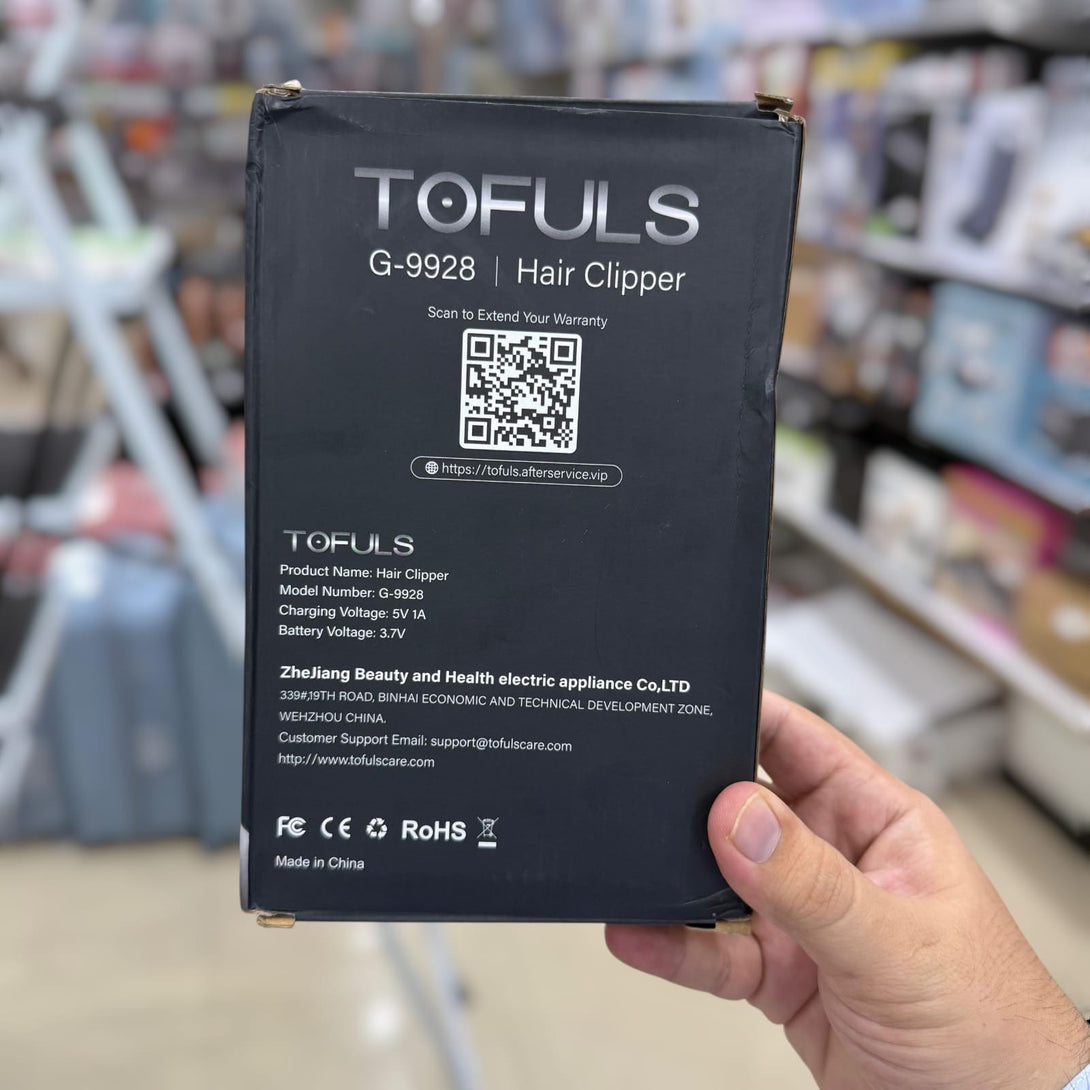 TOFULS
G-9928 | Hair Clipper
Scan to Extend Your Warranty
https://tofuls.afterservice.vip
TOFULS
Product Name: Hair Clipper
Model Number: G-9928
Charging Voltage: 5V 1A
Battery Voltage: 3.7V
ZheJiang Beauty and Health electric appliance Co,LTD
339#,19TH ROAD, BINHAI ECONOMIC AND TECHNICAL DEVELOPMENT ZONE,
WEHZHOU CHINA.
Customer Support Email: support@tofulscare.com
http://www.tofulscare.com
FC CE RoHS
Made in China